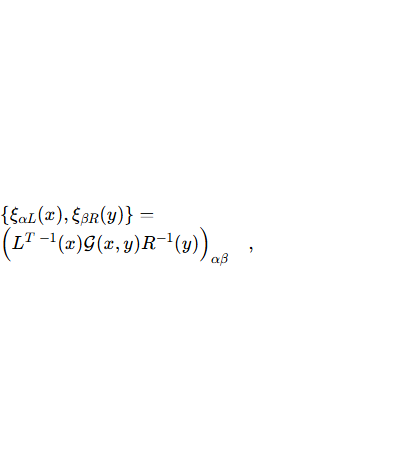 {ξ_{αL}(x), ξ_{βR}(y)} =
(L^{T −1}(x)𝒢(x, y)R^{−1}(y))_{αβ} ,